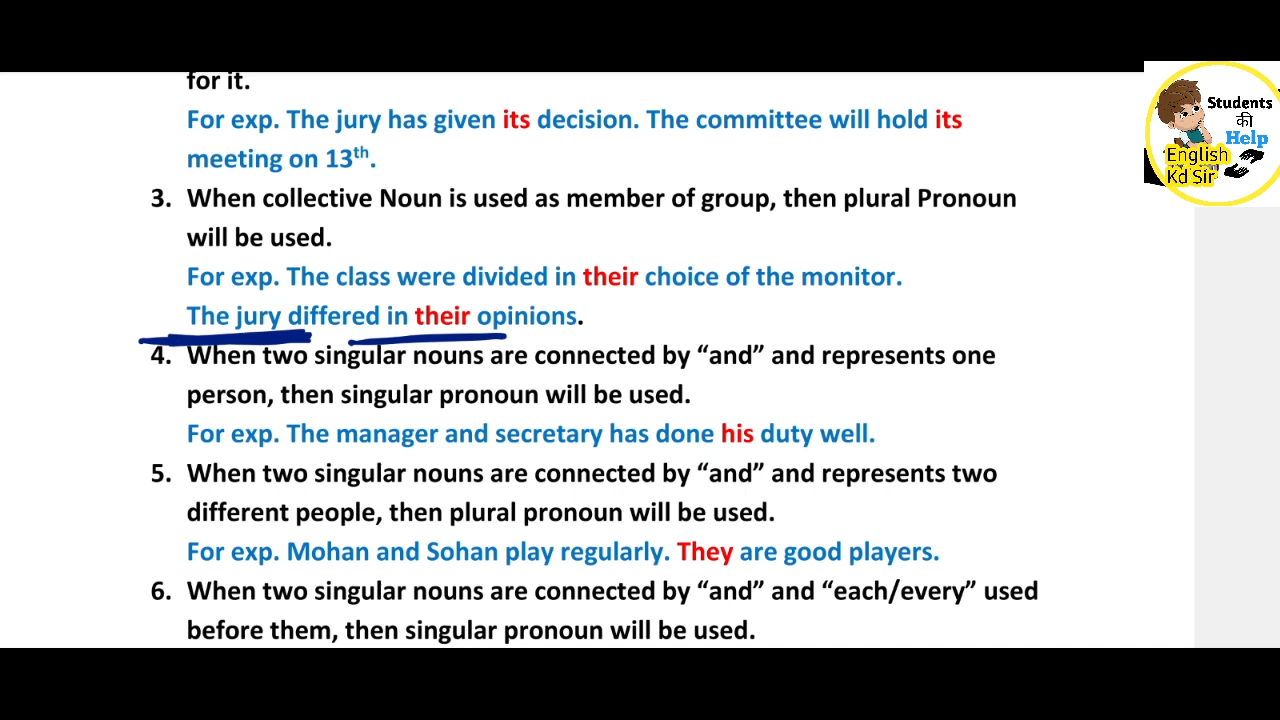 for it.
For exp. The jury has given its decision. The committee will hold its
meeting on 13th.
3. When collective Noun is used as member of group, then plural Pronoun
will be used.
For exp. The class were divided in their choice of the monitor.
The jury differed in their opinions.
4. When two singular nouns are connected by “and” and represents one
person, then singular pronoun will be used.
For exp. The manager and secretary has done his duty well.
5. When two singular nouns are connected by “and” and represents two
different people, then plural pronoun will be used.
For exp. Mohan and Sohan play regularly. They are good players.
6. When two singular nouns are connected by “and” and “each/every” used
before them, then singular pronoun will be used.
Students
की
Help
English
Kd Sir